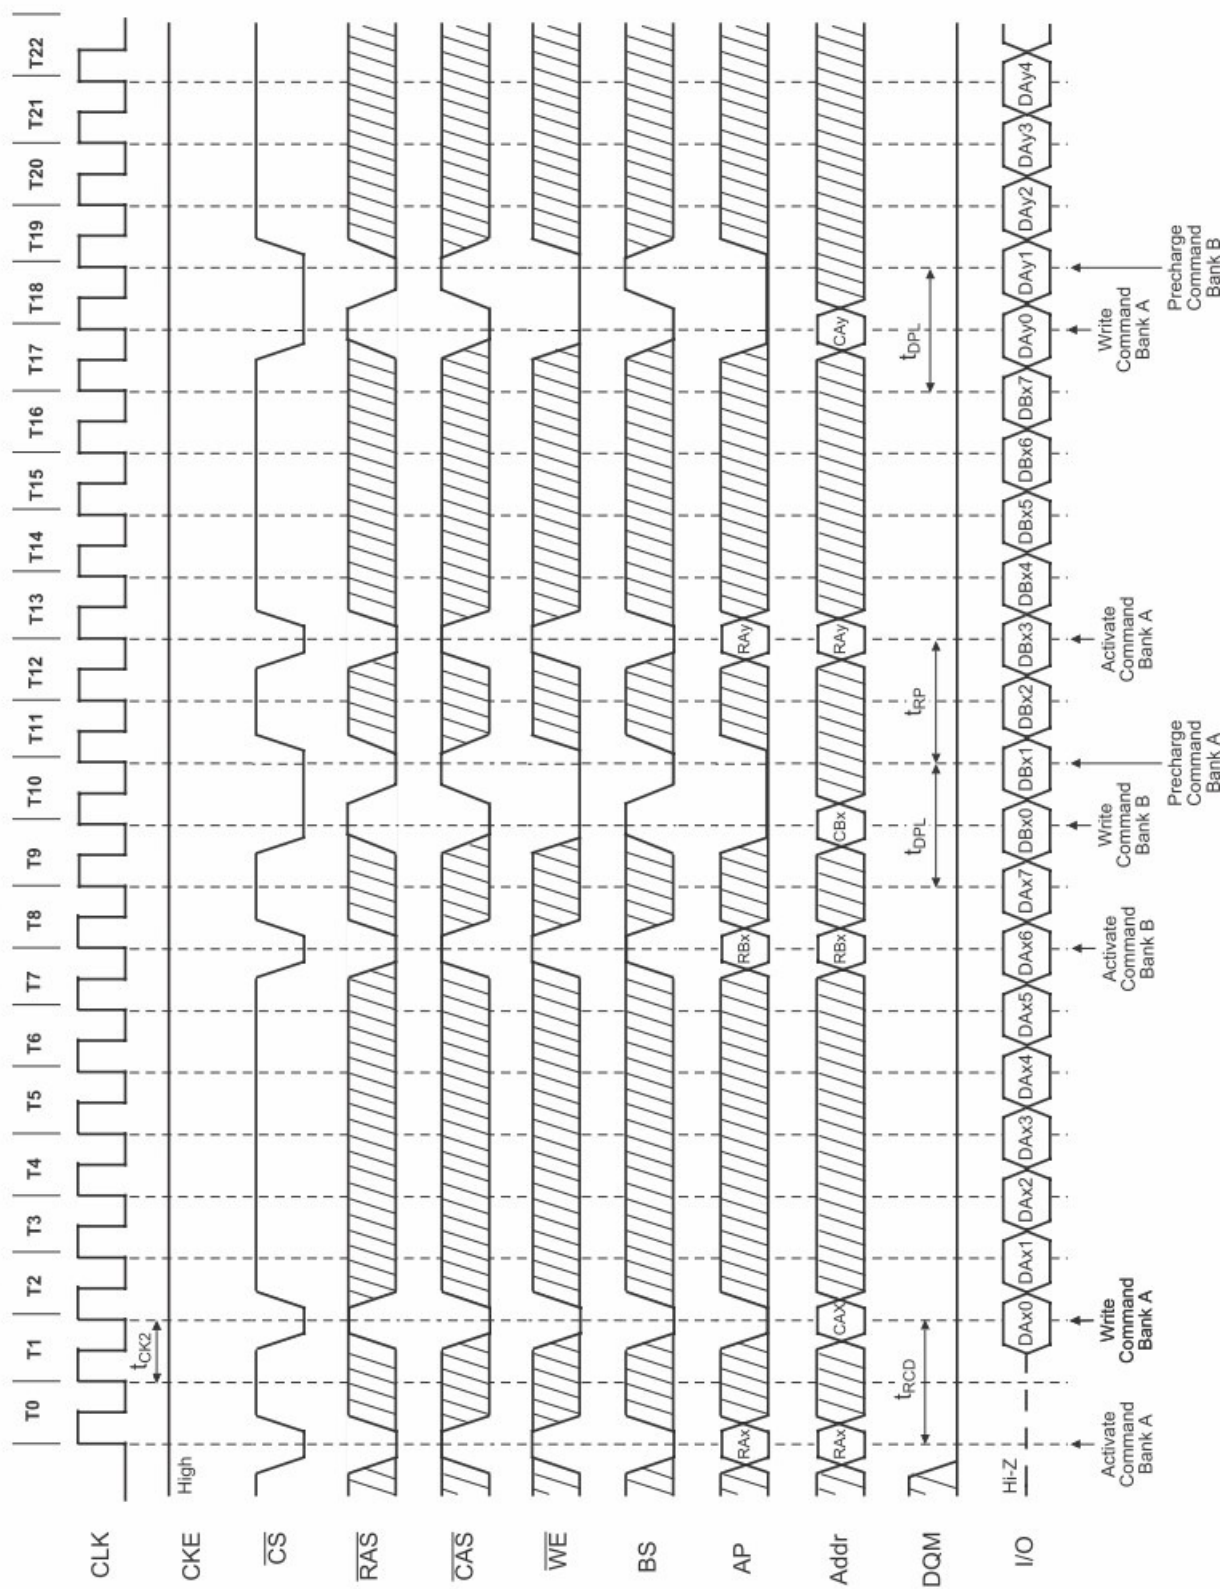 T0 T1 T2 T3 T4 T5 T6 T7 T8 T9 T10 T11 T12 T13 T14 T15 T16 T17 T18 T19 T20 T21 T22
CLK
tCK2
CKE
High
CS
RAS
CAS
WE
BS
AP
RAx RBx RAy
Addr
RAx CAX RBx CBx RAy CAy
DQM
tRCD tDPL tRP tDPL
I/O
Hi-Z
DAx0 DAx1 DAx2 DAx3 DAx4 DAx5 DAx6 DAx7 DBx0 DBx1 DBx2 DBx3 DBx4 DBx5 DBx6 DBx7 DAy0 DAy1 DAy2 DAy3 DAy4
Activate
Command
Bank A
Write
Command
Bank A
Activate
Command
Bank B
Write
Command
Bank B
Precharge
Command
Bank A
Activate
Command
Bank A
Write
Command
Bank A
Precharge
Command
Bank B